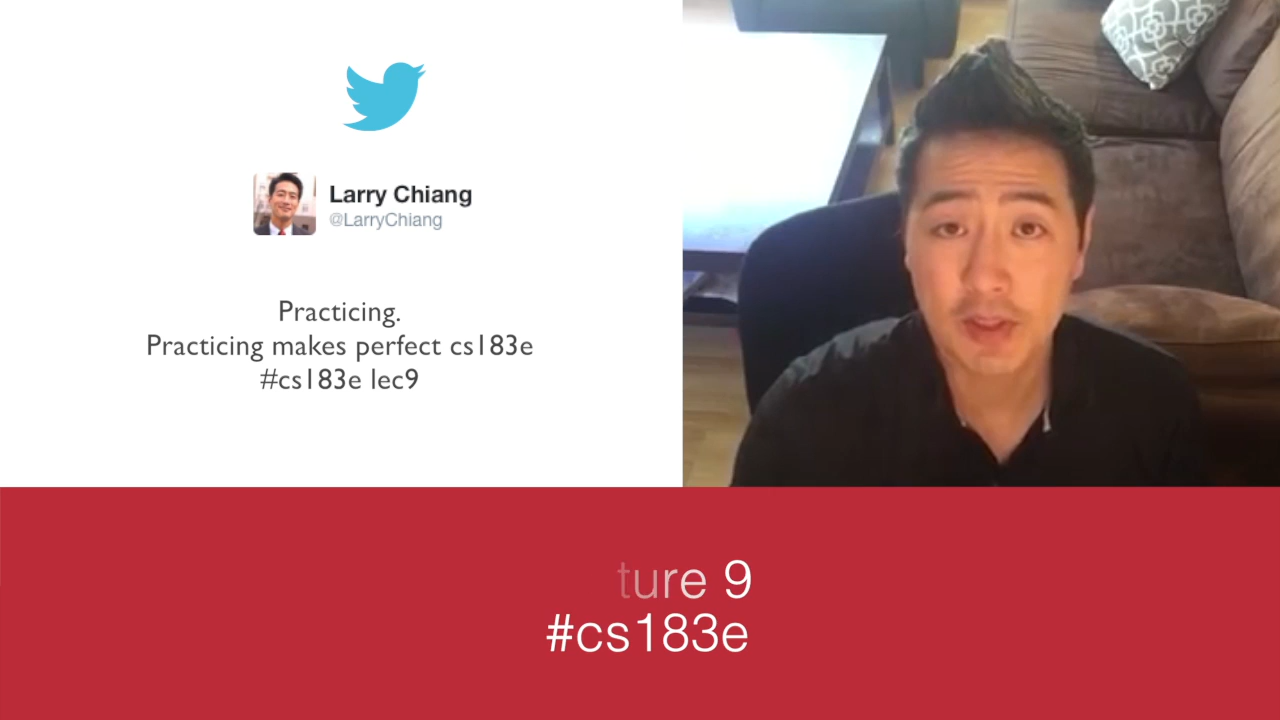 Larry Chiang
@LarryChiang
Practicing.
Practicing makes perfect cs183e
#cs183e lec9
ture 9
#cs183e